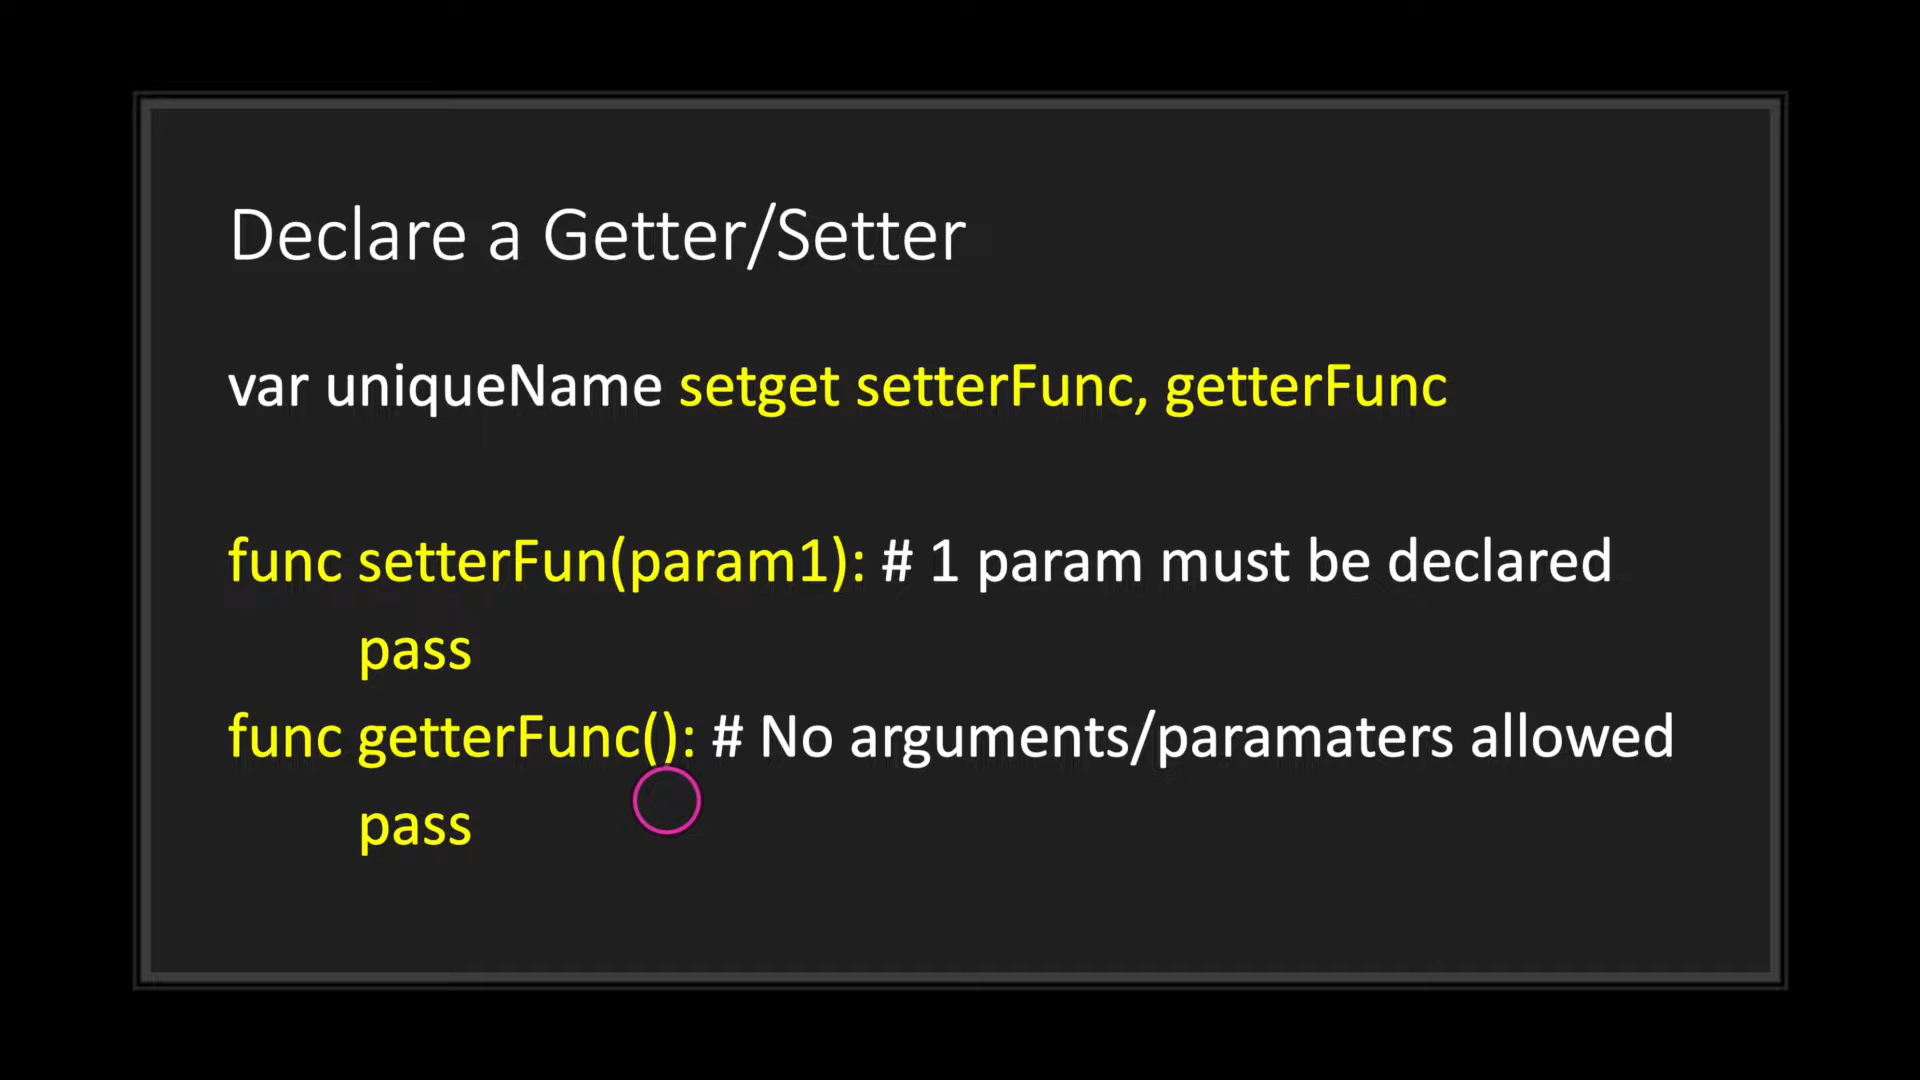 Declare a Getter/Setter
var uniqueName setget setterFunc, getterFunc
func setterFun(param1): # 1 param must be declared
pass
func getterFunc(): # No arguments/paramaters allowed
pass